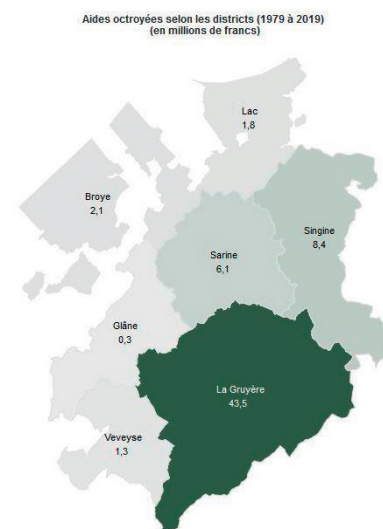 Aides octroyées selon les districts (1979 à 2019)
(en millions de francs)
Lac
1,8
Broye
2,1
Singine
8,4
Sarine
6,1
Glâne
0,3
La Gruyère
43,5
Veveyse
1,3